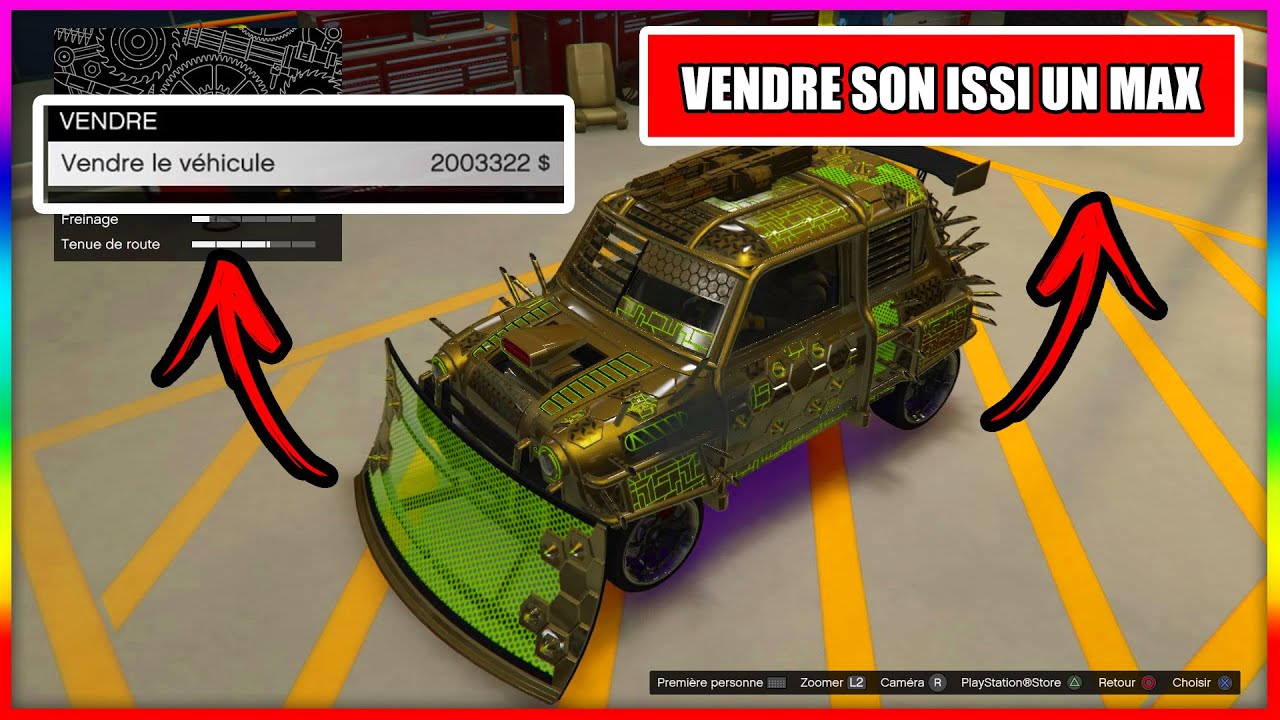 VENDRE SON ISSI UN MAX
VENDRE
Vendre le véhicule 2003322 $
Freinage
Tenue de route
Première personne Zoomer L2 Caméra R PlayStation®Store Retour Choisir